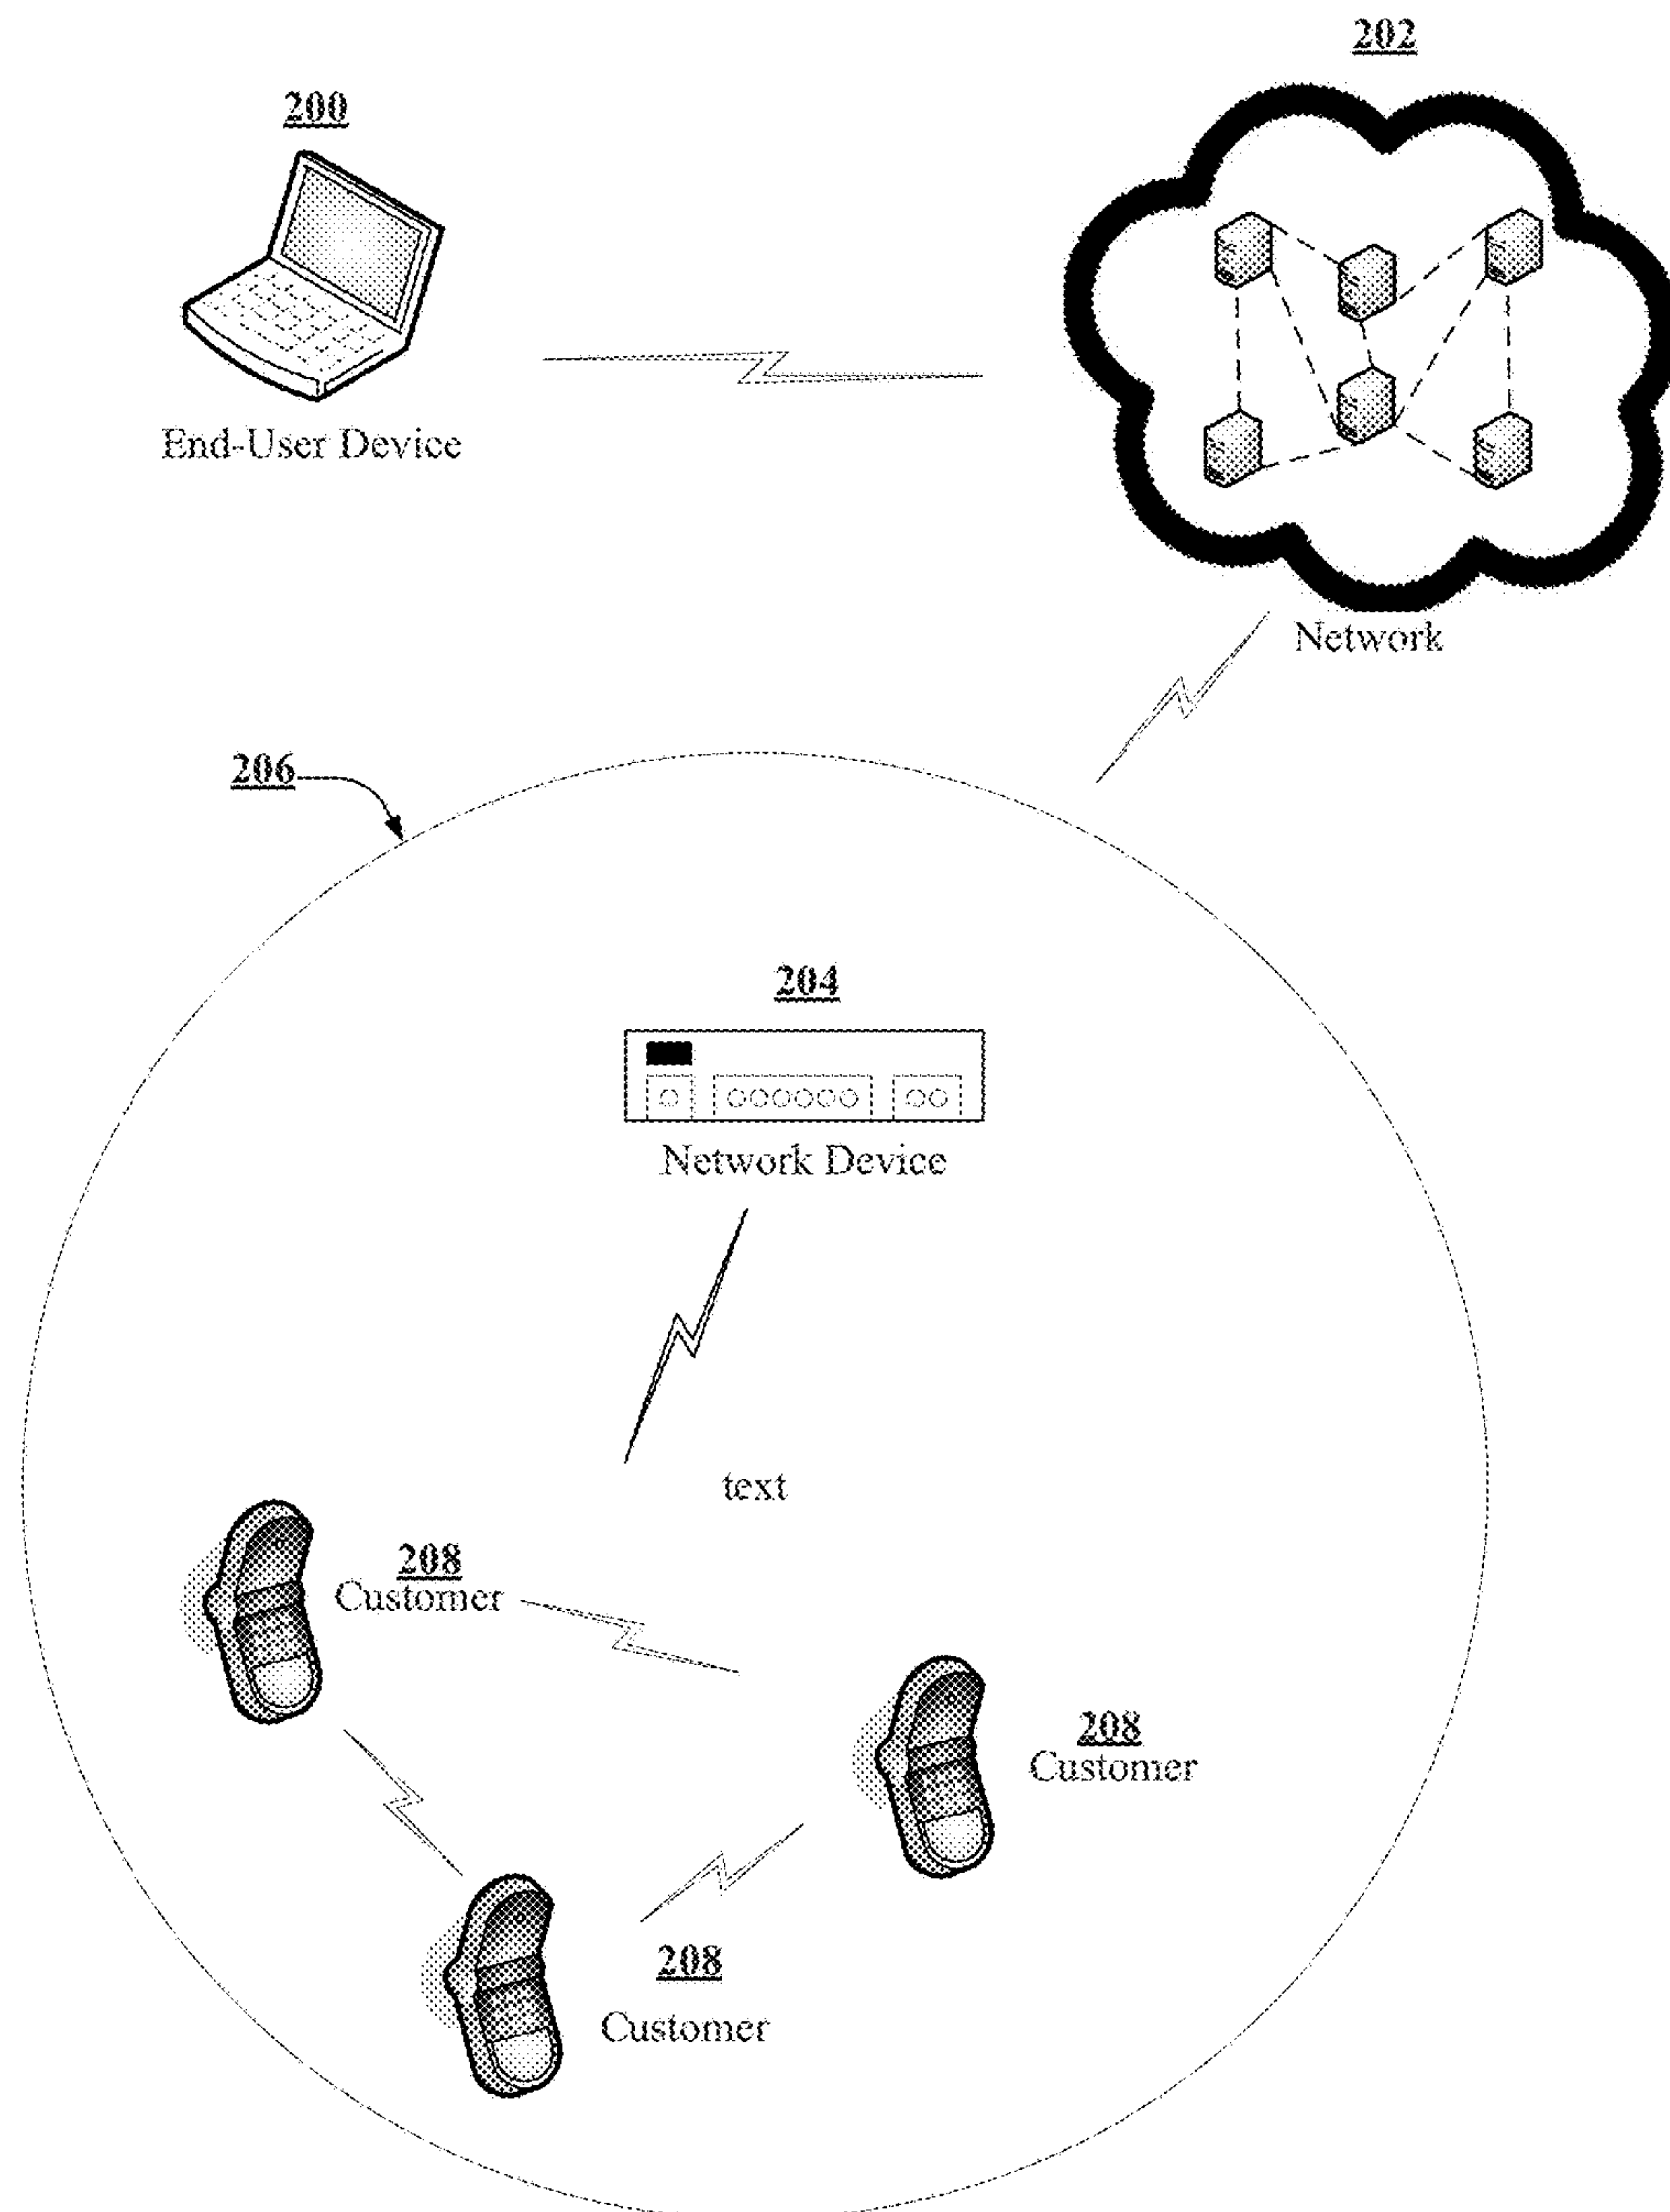 202
200
End-User Device
Network
206
204
Network Device
text
208
Customer
208
Customer
208
Customer